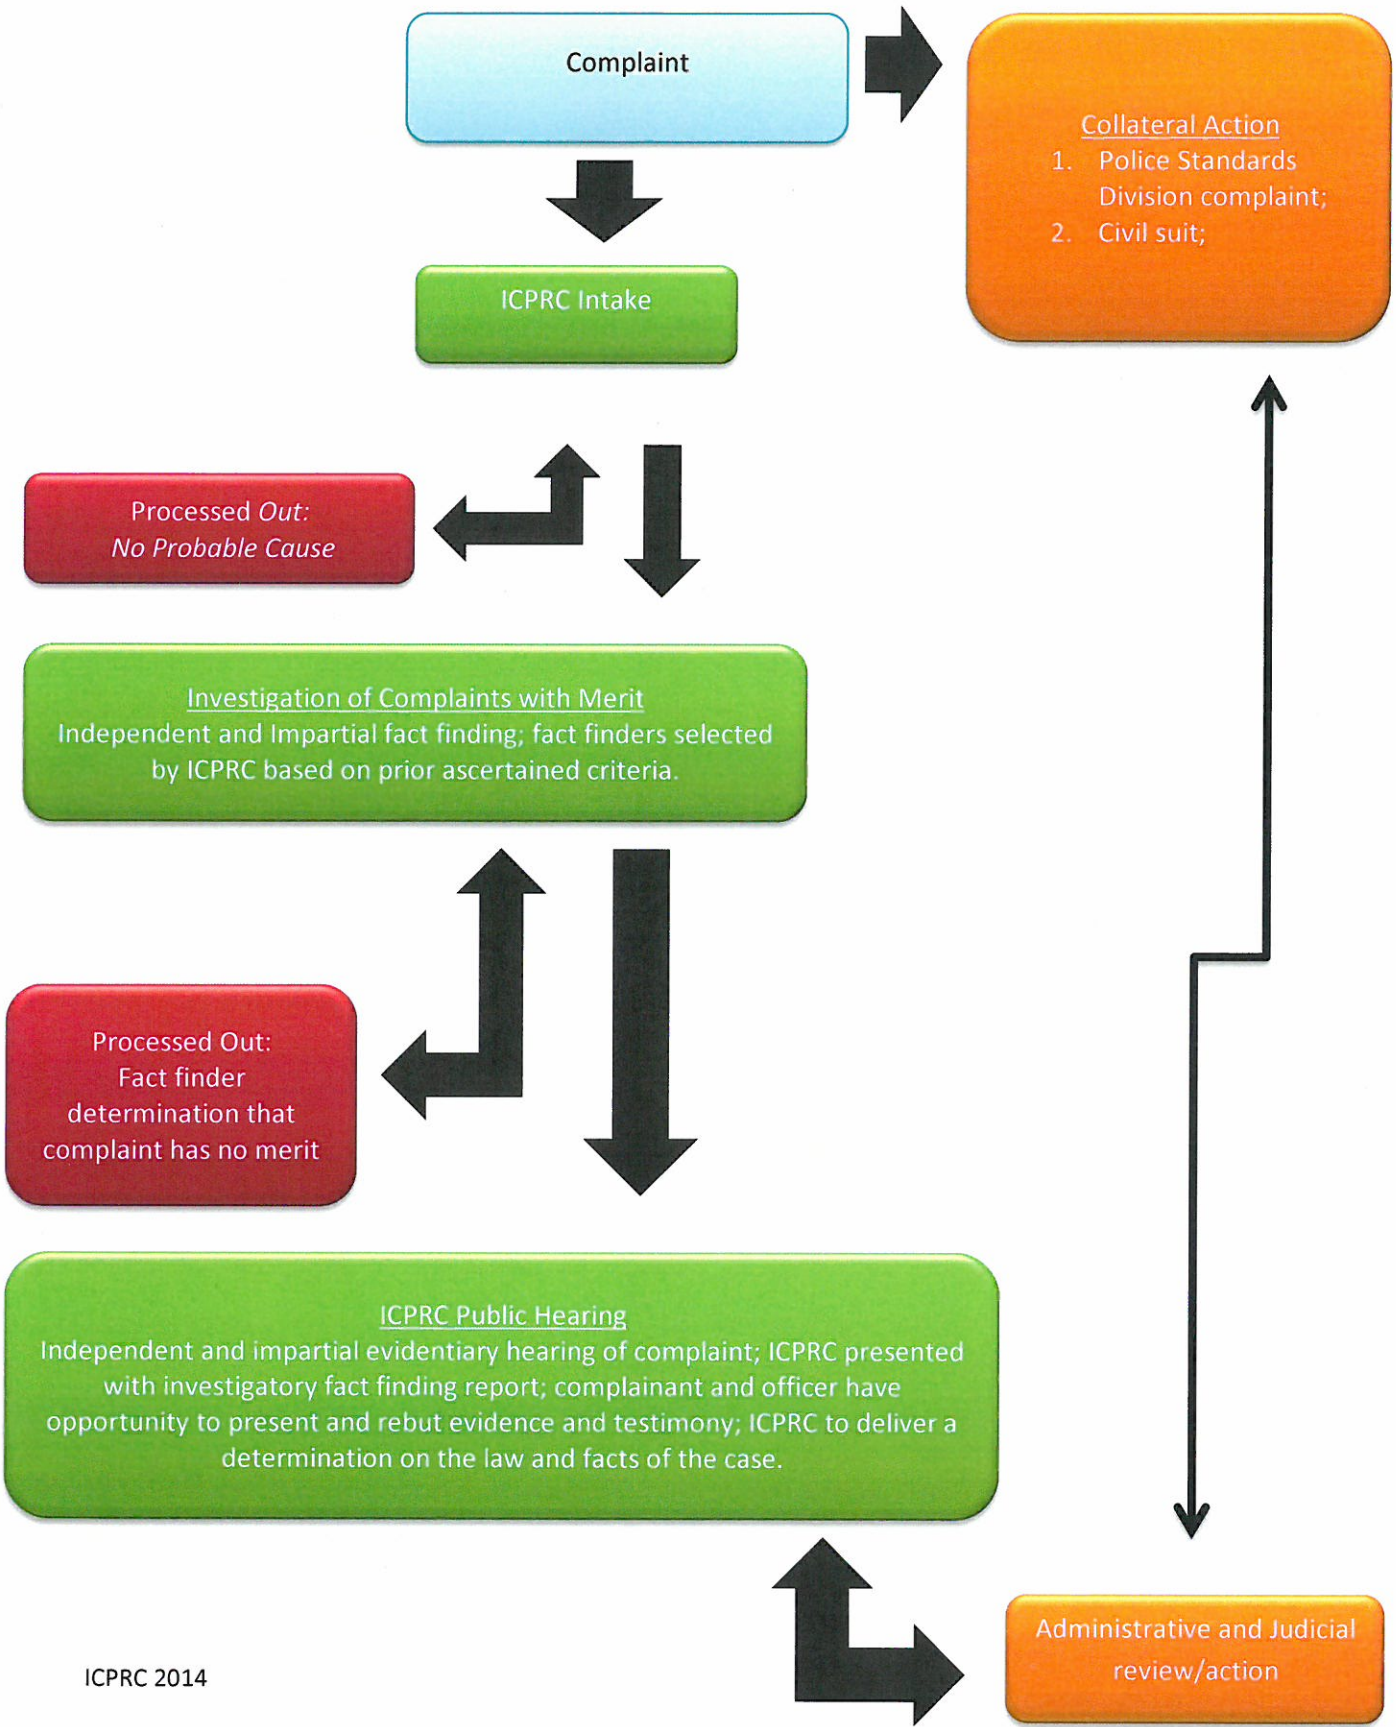 Complaint
Collateral Action
1. Police Standards
Division complaint;
2. Civil suit;
ICPRC Intake
Processed Out:
No Probable Cause
Investigation of Complaints with Merit
Independent and Impartial fact finding; fact finders selected
by ICPRC based on prior ascertained criteria.
Processed Out:
Fact finder
determination that
complaint has no merit
ICPRC Public Hearing
Independent and impartial evidentiary hearing of complaint; ICPRC presented
with investigatory fact finding report; complainant and officer have
opportunity to present and rebut evidence and testimony; ICPRC to deliver a
determination on the law and facts of the case.
Administrative and Judicial
review/action
ICPRC 2014